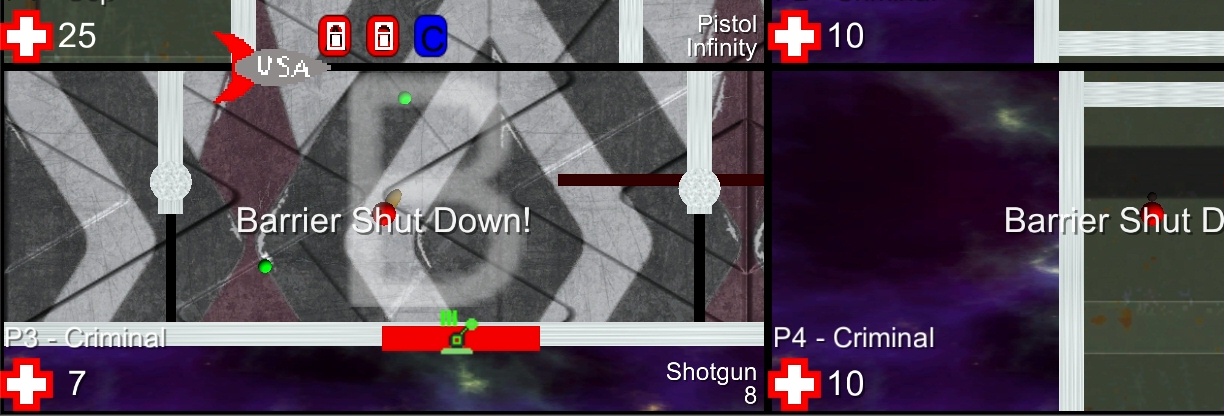 25
C
Pistol
Infinity
10
USA
B
Barrier Shut Down!
Barrier Shut D
P3 - Criminal
7
Shotgun
8
P4 - Criminal
10